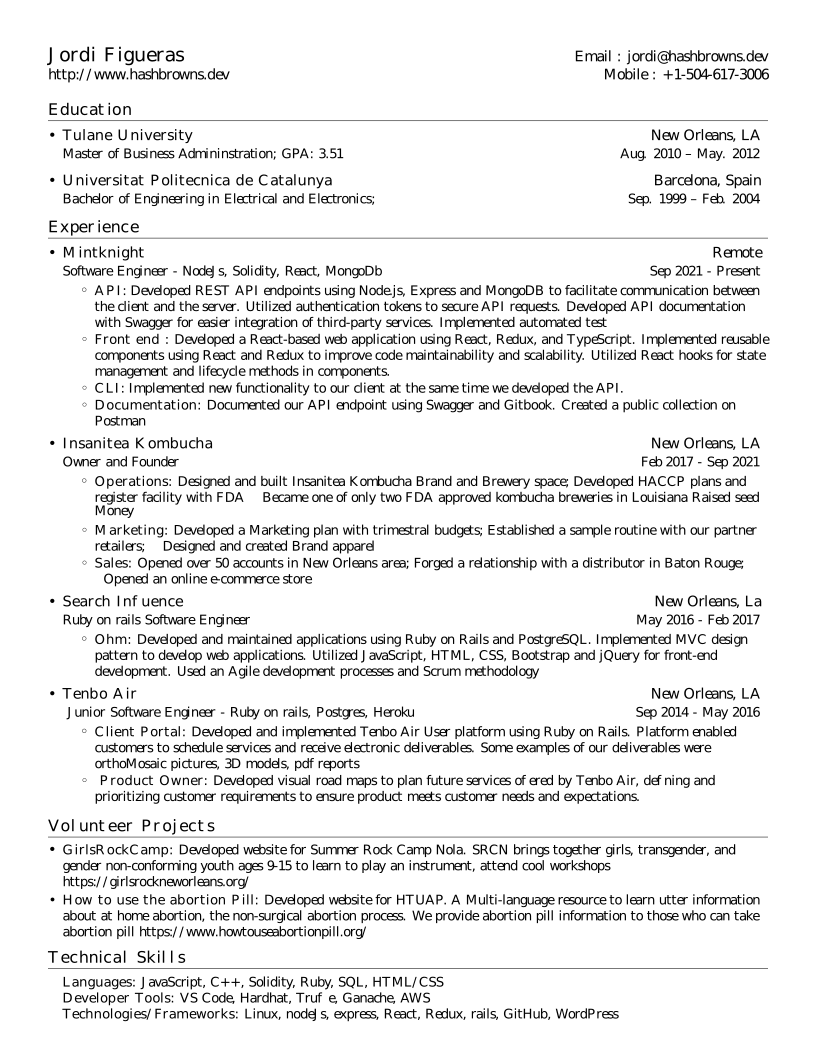 Jordi Figueras
Email : jordi@hashbrowns.dev
http://www.hashbrowns.dev
Mobile : +1-504-617-3006
Education
• Tulane University New Orleans, LA
Master of Business Admininstration; GPA: 3.51 Aug. 2010 – May. 2012
• Universitat Politecnica de Catalunya Barcelona, Spain
Bachelor of Engineering in Electrical and Electronics; Sep. 1999 – Feb. 2004
Experience
• Mintknight Remote
Software Engineer - NodeJs, Solidity, React, MongoDb Sep 2021 - Present
◦ API: Developed REST API endpoints using Node.js, Express and MongoDB to facilitate communication between
the client and the server. Utilized authentication tokens to secure API requests. Developed API documentation
with Swagger for easier integration of third-party services. Implemented automated test
◦ Front end : Developed a React-based web application using React, Redux, and TypeScript. Implemented reusable
components using React and Redux to improve code maintainability and scalability. Utilized React hooks for state
management and lifecycle methods in components.
◦ CLI: Implemented new functionality to our client at the same time we developed the API.
◦ Documentation: Documented our API endpoint using Swagger and Gitbook. Created a public collection on
Postman
• Insanitea Kombucha New Orleans, LA
Owner and Founder Feb 2017 - Sep 2021
◦ Operations: Designed and built Insanitea Kombucha Brand and Brewery space; Developed HACCP plans and
register facility with FDA Became one of only two FDA approved kombucha breweries in Louisiana Raised seed
Money
◦ Marketing: Developed a Marketing plan with trimestral budgets; Established a sample routine with our partner
retailers; Designed and created Brand apparel
◦ Sales: Opened over 50 accounts in New Orleans area; Forged a relationship with a distributor in Baton Rouge;
Opened an online e-commerce store
• Search Inf uence New Orleans, La
Ruby on rails Software Engineer May 2016 - Feb 2017
◦ Ohm: Developed and maintained applications using Ruby on Rails and PostgreSQL. Implemented MVC design
pattern to develop web applications. Utilized JavaScript, HTML, CSS, Bootstrap and jQuery for front-end
development. Used an Agile development processes and Scrum methodology
• Tenbo Air New Orleans, LA
Junior Software Engineer - Ruby on rails, Postgres, Heroku Sep 2014 - May 2016
◦ Client Portal: Developed and implemented Tenbo Air User platform using Ruby on Rails. Platform enabled
customers to schedule services and receive electronic deliverables. Some examples of our deliverables were
orthoMosaic pictures, 3D models, pdf reports
◦ Product Owner: Developed visual road maps to plan future services of ered by Tenbo Air, def ning and
prioritizing customer requirements to ensure product meets customer needs and expectations.
Volunteer Projects
• GirlsRockCamp: Developed website for Summer Rock Camp Nola. SRCN brings together girls, transgender, and
gender non-conforming youth ages 9-15 to learn to play an instrument, attend cool workshops
https://girlsrockneworleans.org/
• How to use the abortion Pill: Developed website for HTUAP. A Multi-language resource to learn utter information
about at home abortion, the non-surgical abortion process. We provide abortion pill information to those who can take
abortion pill https://www.howtouseabortionpill.org/
Technical Skills
Languages: JavaScript, C++, Solidity, Ruby, SQL, HTML/CSS
Developer Tools: VS Code, Hardhat, Truf e, Ganache, AWS
Technologies/Frameworks: Linux, nodeJs, express, React, Redux, rails, GitHub, WordPress